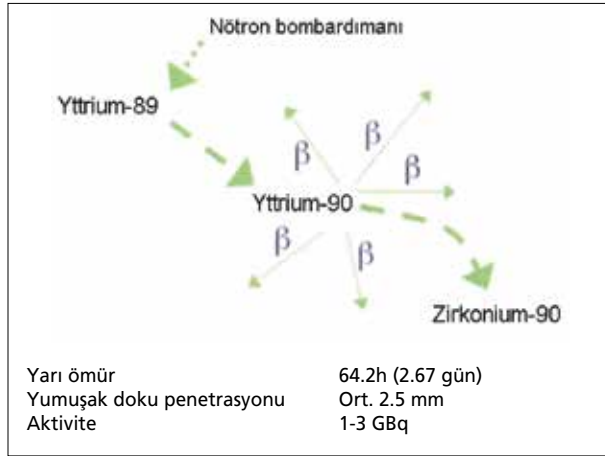 Nötron bombardımanı
Yttrium-89
β
β
β
Yttrium-90
β
β
Zirkonium-90
Yarı ömür 64.2h (2.67 gün)
Yumuşak doku penetrasyonu Ort. 2.5 mm
Aktivite 1-3 GBq